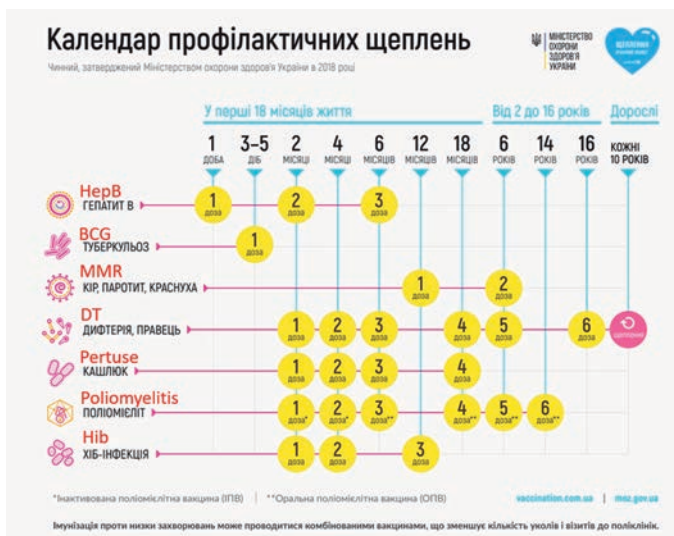 Календар профілактичних щеплень
Чинний, затверджений Міністерством охорони здоров'я України в 2018 році
МІНІСТЕРСТВО
ОХОРОНИ
ЗДОРОВ'Я
УКРАЇНИ
ЩЕПЛЕННЯ
У перші 18 місяців життя
Від 2 до 16 років
Дорослі
1 ДОБА
3–5 ДІБ
2 МІСЯЦІ
4 МІСЯЦІ
6 МІСЯЦІВ
12 МІСЯЦІВ
18 МІСЯЦІВ
6 РОКІВ
14 РОКІВ
16 РОКІВ
КОЖНІ
10 РОКІВ
HepB
ГЕПАТИТ В
1 доза 2 доза 3 доза
BCG
ТУБЕРКУЛЬОЗ
1 доза
MMR
КІР, ПАРОТИТ, КРАСНУХА
1 доза 2 доза
DT
ДИФТЕРІЯ, ПРАВЕЦЬ
1 доза 2 доза 3 доза 4 доза 5 доза 6 доза
Pertuse
КАШЛЮК
1 доза 2 доза 3 доза 4 доза
Poliomyelitis
ПОЛІОМІЄЛІТ
1 доза* 2 доза* 3 доза** 4 доза** 5 доза** 6 доза**
Hib
ХІБ-ІНФЕКЦІЯ
1 доза 2 доза 3 доза
*Інактивована поліомієлітна вакцина (ІПВ) | **Оральна поліомієлітна вакцина (ОПВ)
vaccination.com.ua | moz.gov.ua
Імунізація проти низки захворювань може проводитися комбінованими вакцинами, що зменшує кількість уколів і візитів до поліклінік.